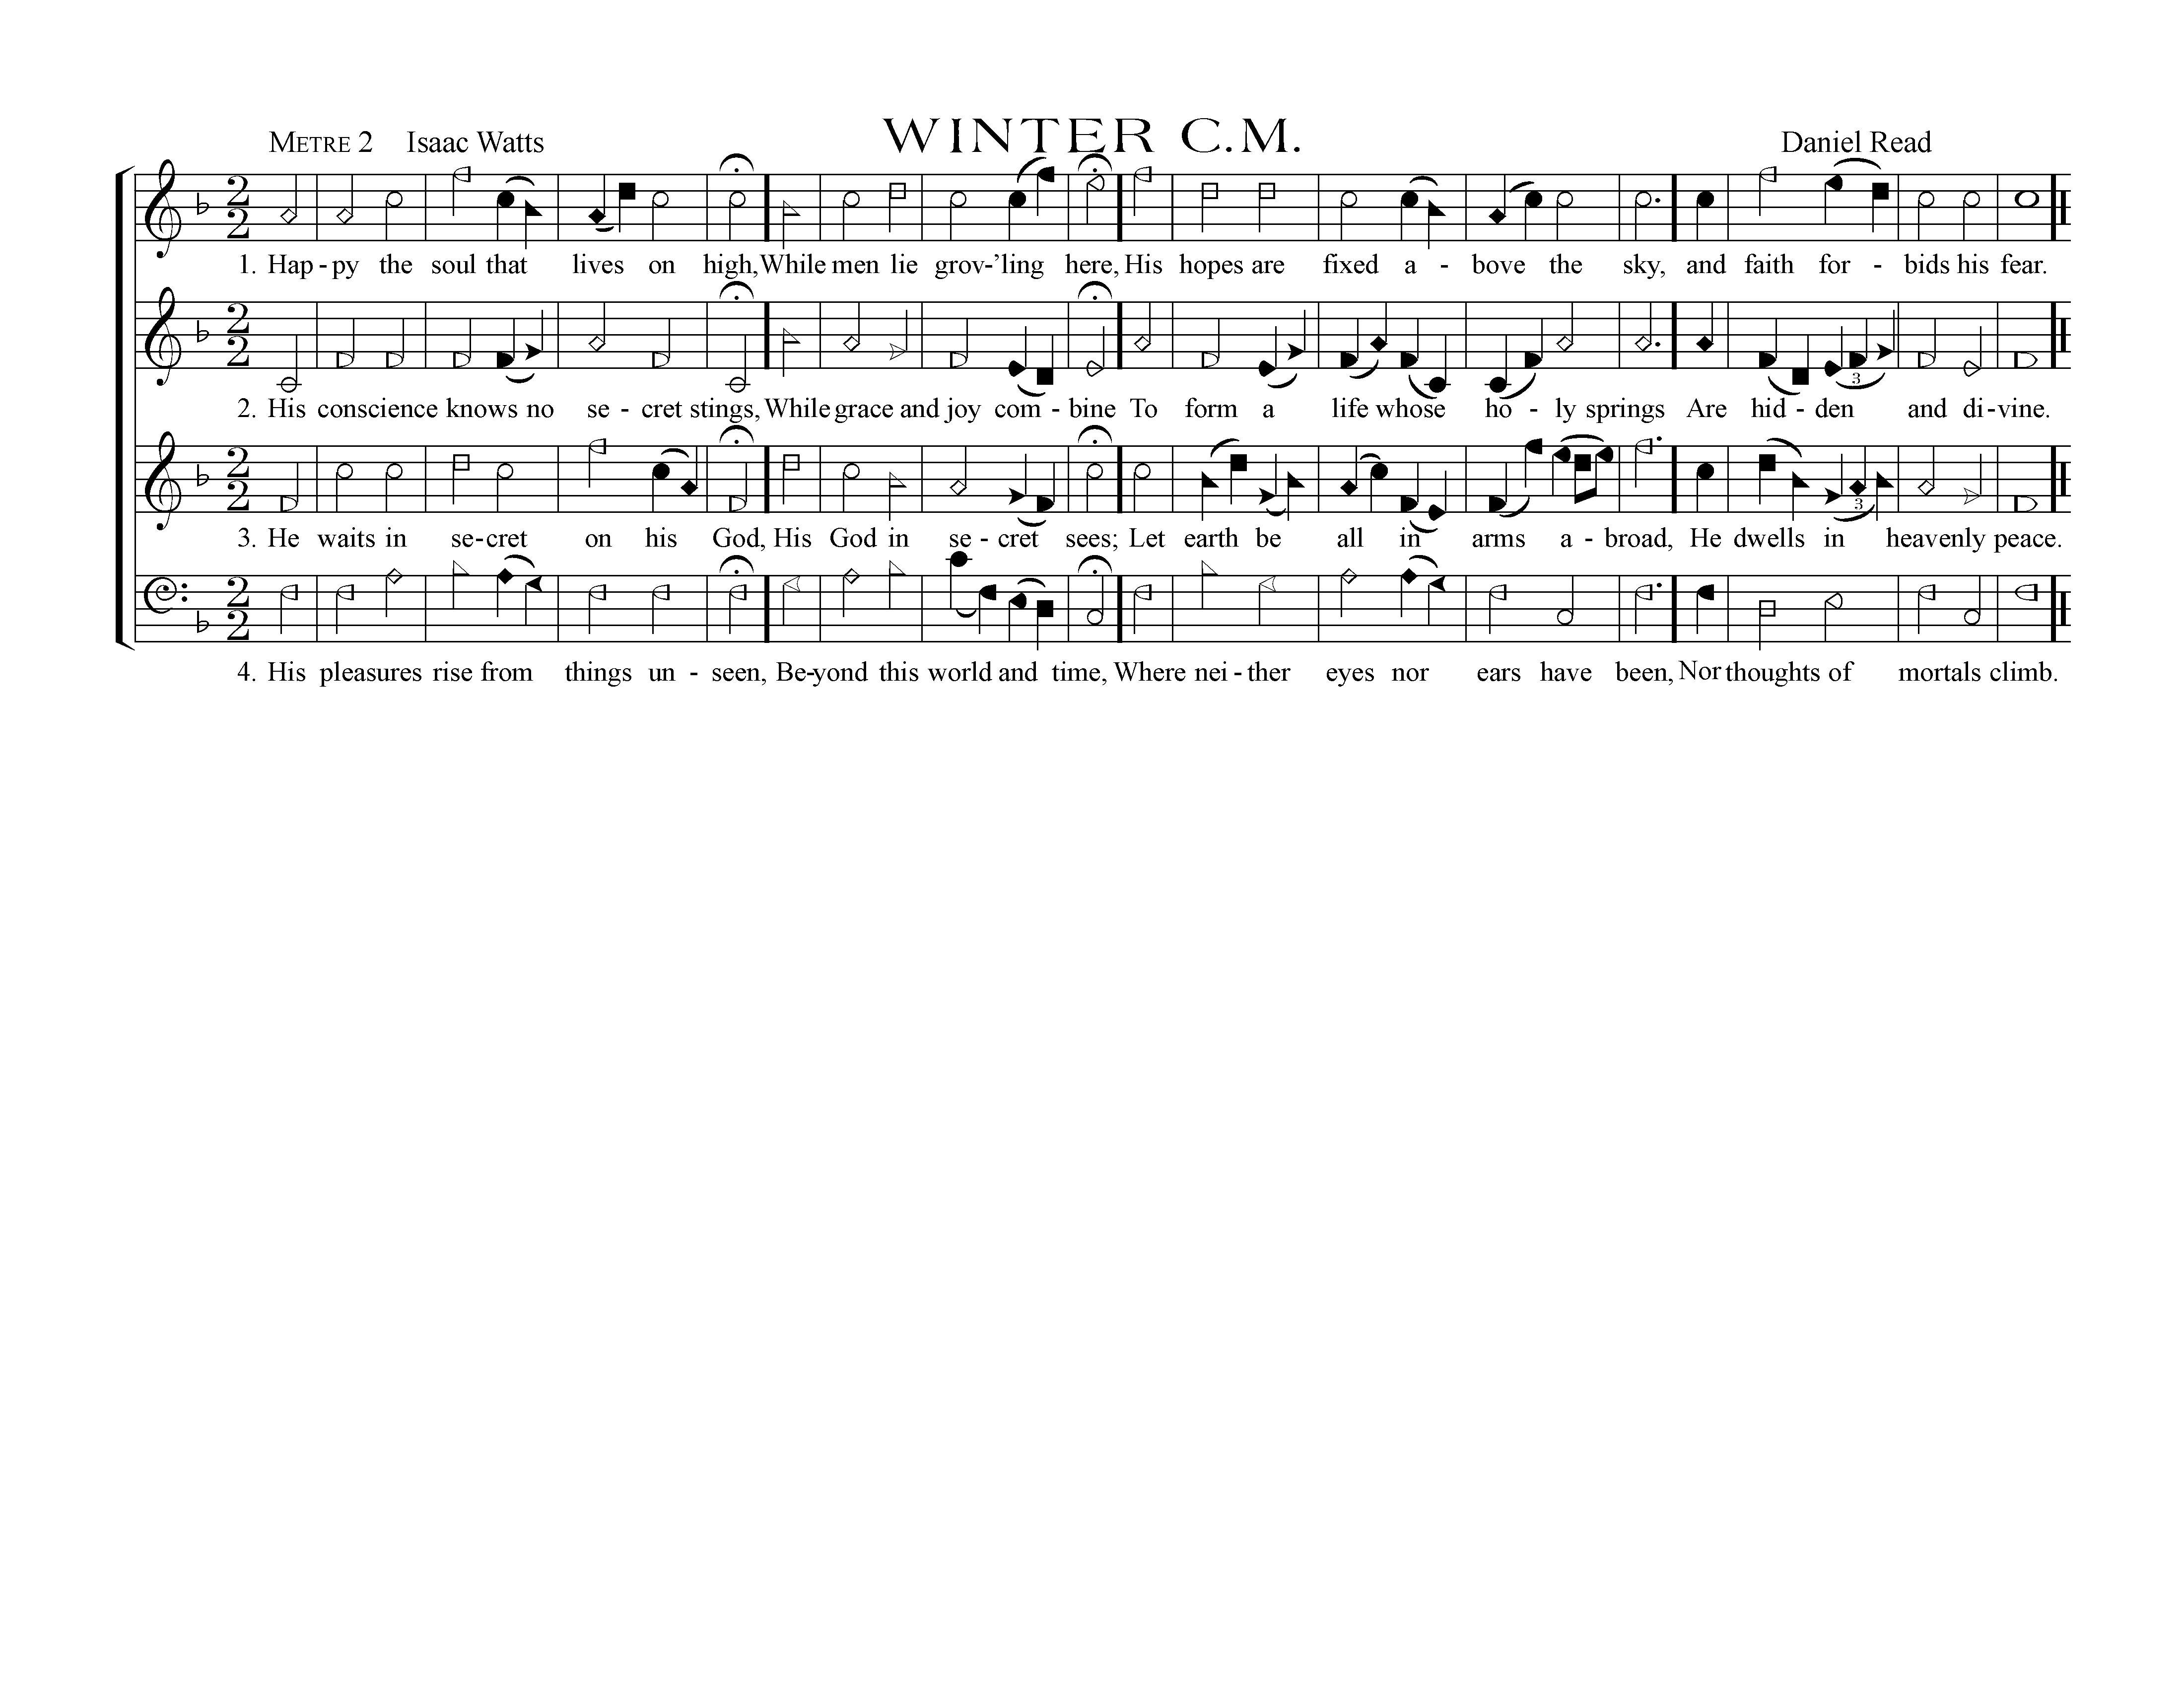 WINTER C.M.
METRE 2 Isaac Watts Daniel Read
1. Hap - py the soul that lives on high, While men lie grov-’ling here, His hopes are fixed a - bove the sky, and faith for - bids his fear.
2. His conscience knows no se - cret stings, While grace and joy com - bine To form a life whose ho - ly springs Are hid - den and di-vine.
3
3. He waits in se-cret on his God, His God in se - cret sees; Let earth be all in arms a - broad, He dwells in heavenly peace.
3
4. His pleasures rise from things un - seen, Be-yond this world and time, Where nei - ther eyes nor ears have been, Nor thoughts of mortals climb.